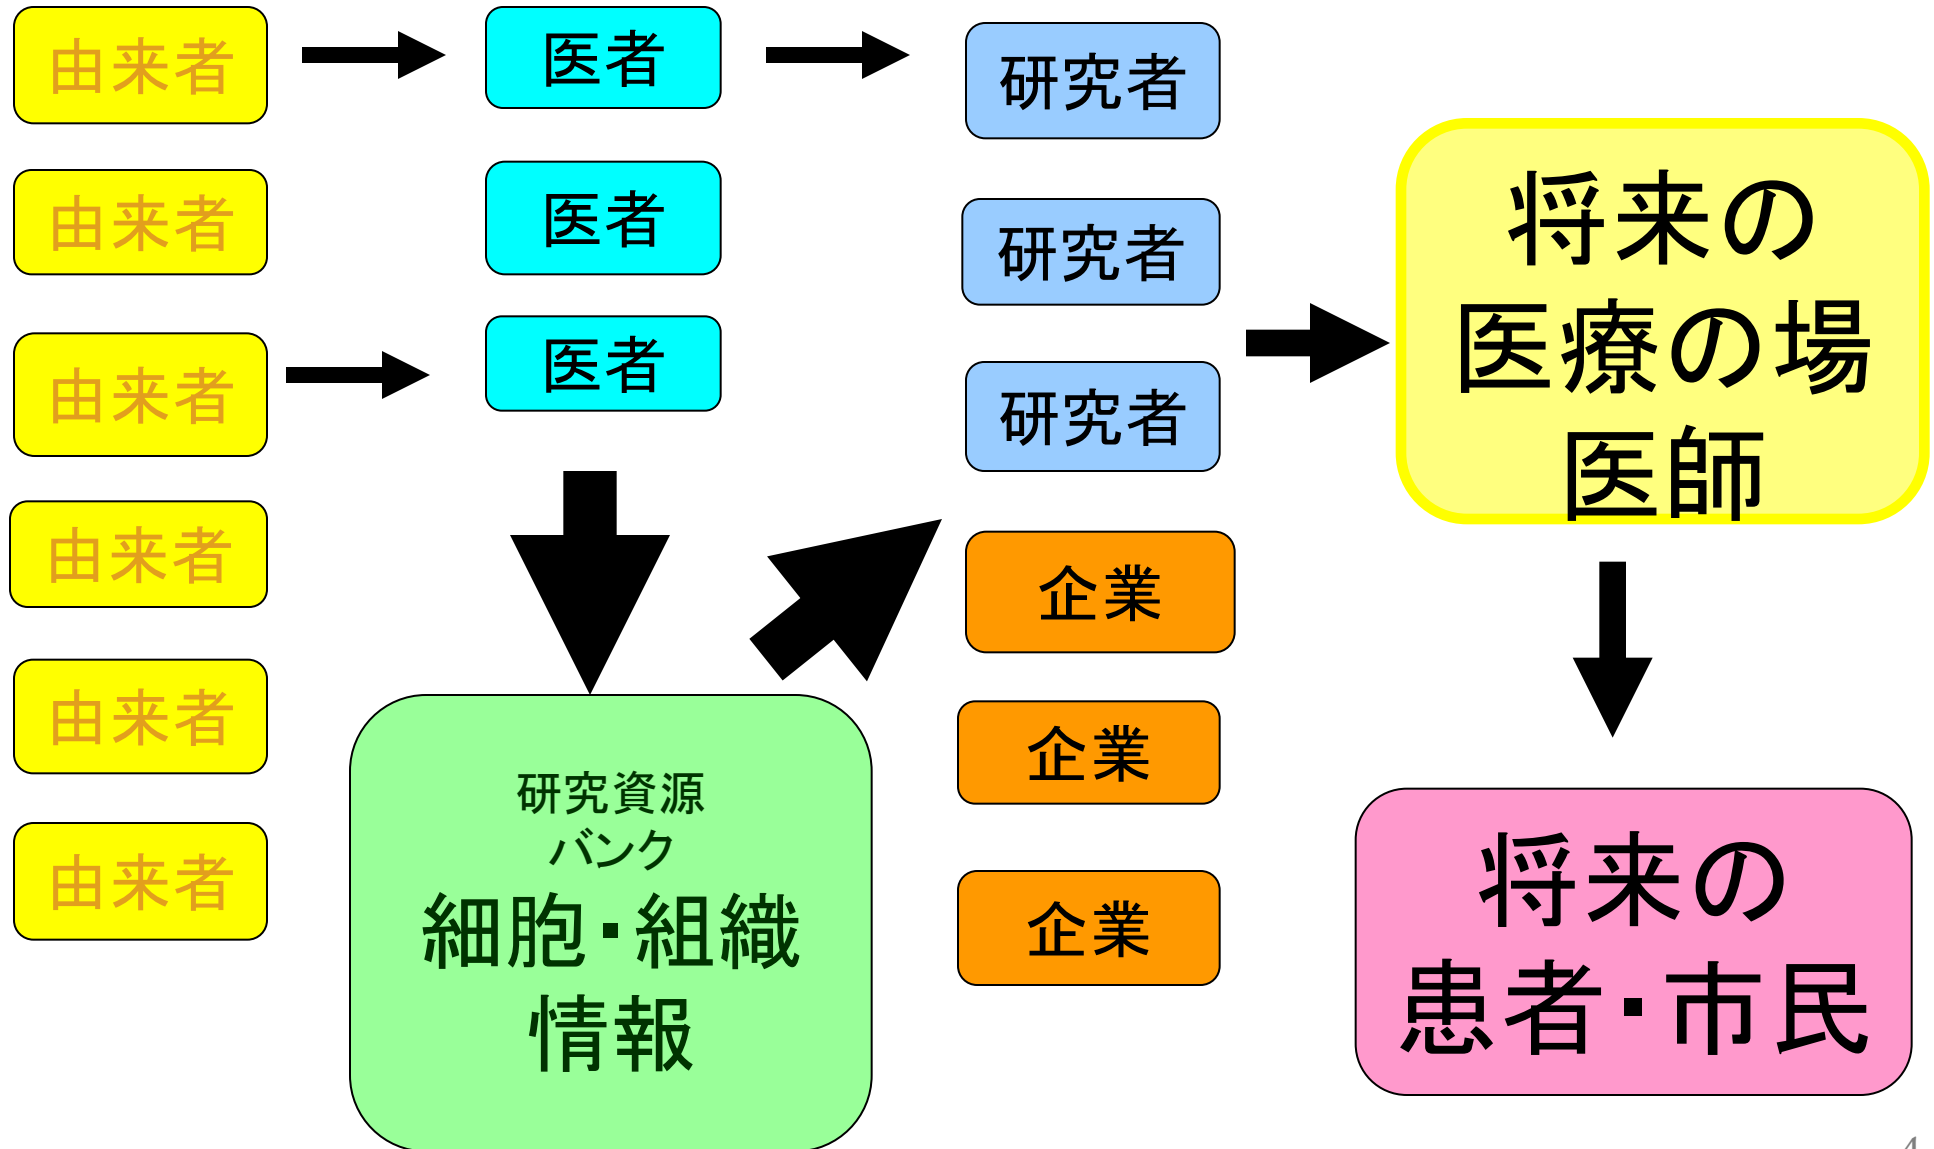 由来者
由来者
由来者
由来者
由来者
由来者
医者
医者
医者
研究資源
バンク
細胞・組織
情報
研究者
研究者
研究者
企業
企業
企業
将来の
医療の場
医師
将来の
患者・市民
4